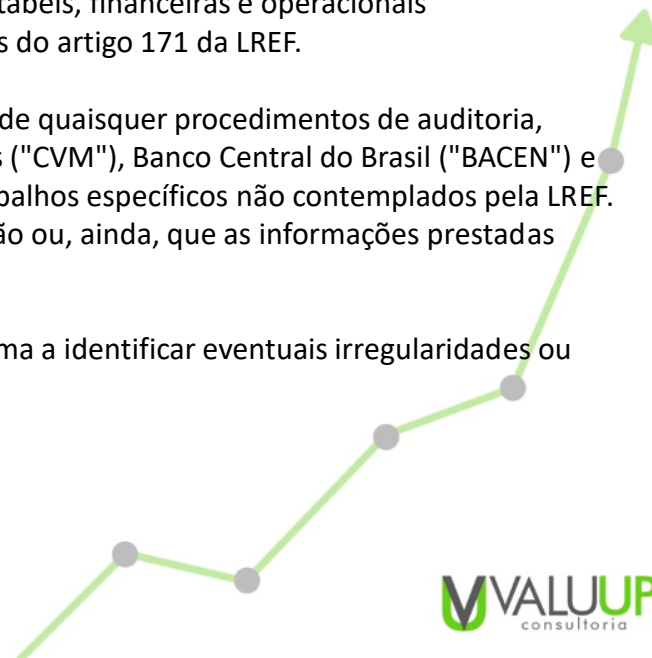 tábeis, financeiras e operacionais
s do artigo 171 da LREF.
de quaisquer procedimentos de auditoria,
s ("CVM"), Banco Central do Brasil ("BACEN") e
balhos específicos não contemplados pela LREF.
ão ou, ainda, que as informações prestadas
ma a identificar eventuais irregularidades ou
VALUUP
consultoria